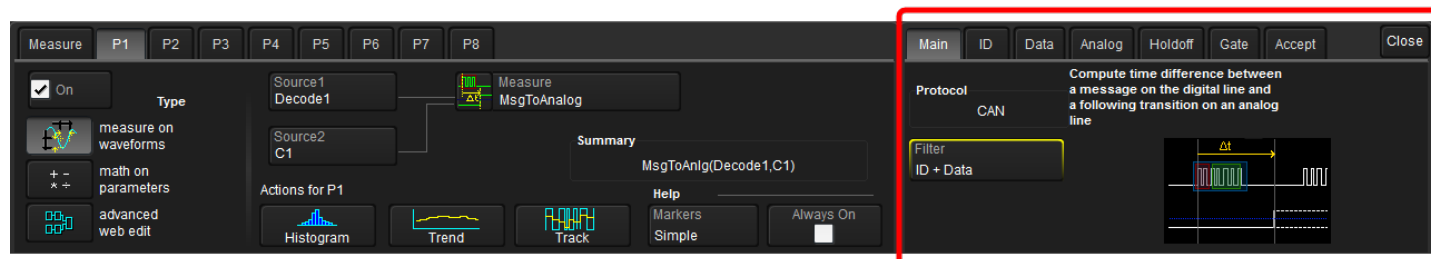 Measure P1 P2 P3 P4 P5 P6 P7 P8
On
Type
measure on
waveforms
+ -
* ÷
math on
parameters
advanced
web edit
Source1
Decode1
Source2
C1
Δt
Measure
MsgToAnalog
Summary
MsgToAnlg(Decode1,C1)
Actions for P1
Histogram
Trend
Track
Help
Markers
Simple
Always On
Main ID Data Analog Holdoff Gate Accept Close
Protocol
CAN
Filter
ID + Data
Compute time difference between
a message on the digital line and
a following transition on an analog
line
Δt